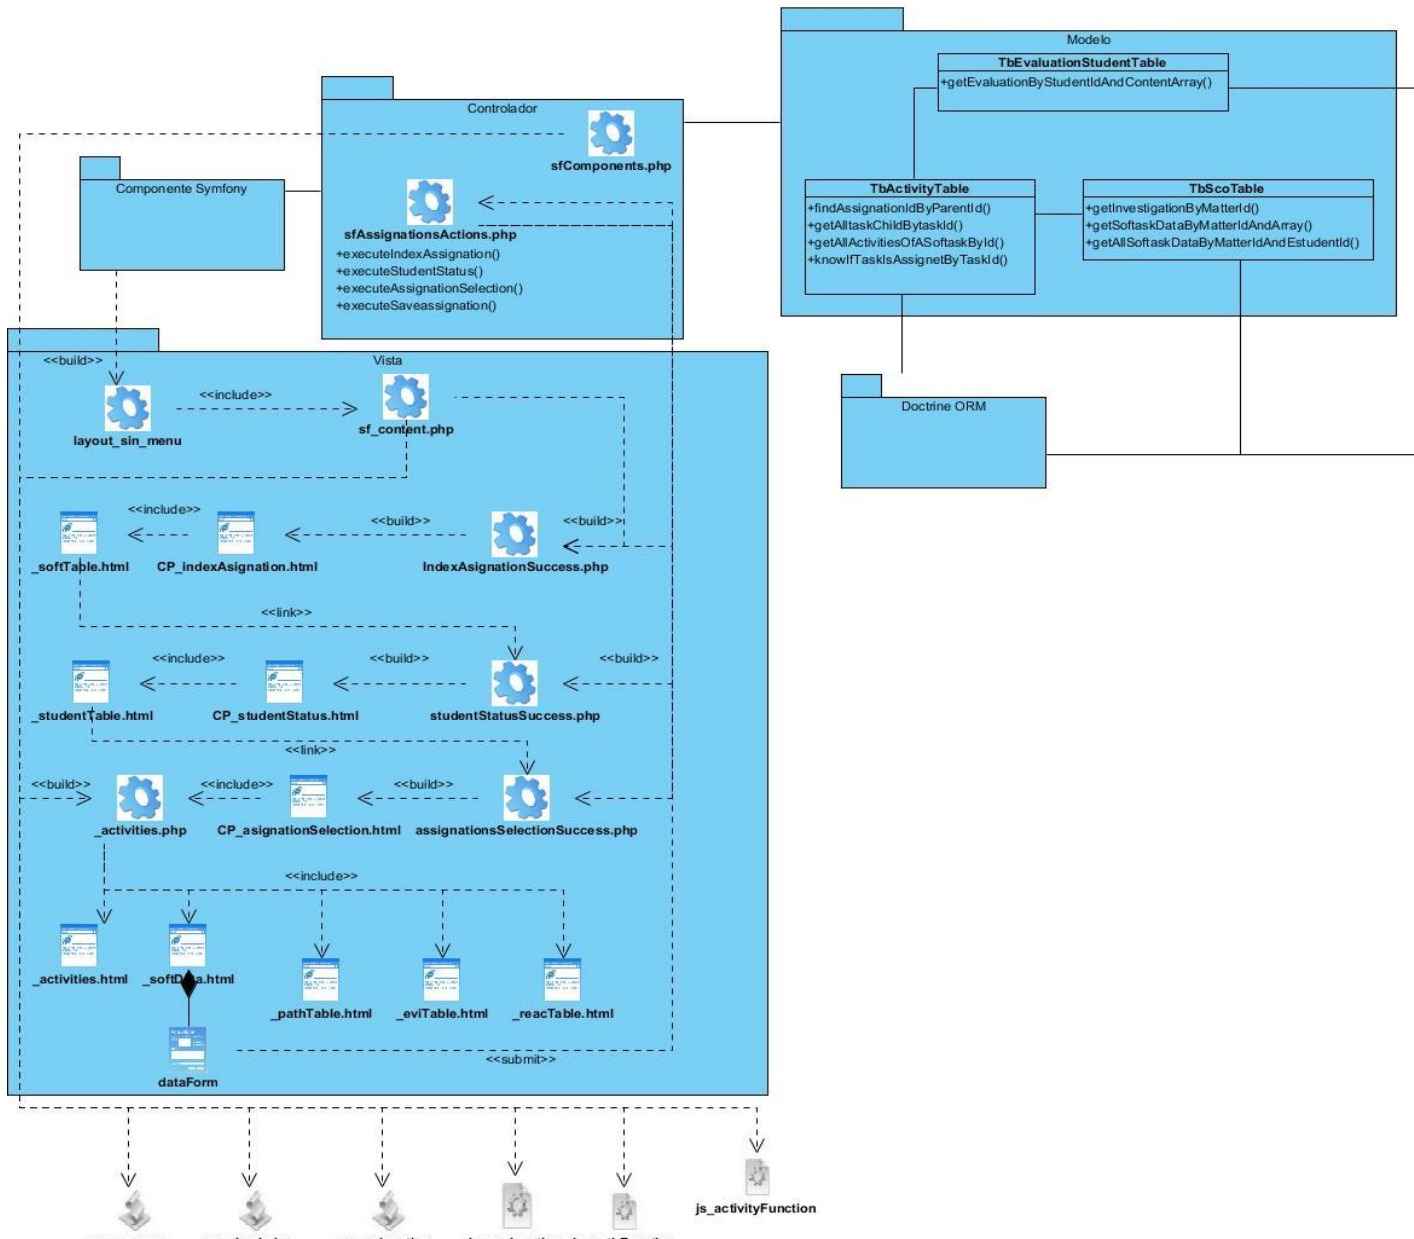 Modelo
TbEvaluationStudentTable
+getEvaluationByStudentIdAndContentArray()
Controlador
sfComponents.php
Componente Symfony
TbActivityTable
+findAssignationIdByParentId()
+getAlltaskChildBytaskId()
+getAllActivitiesOfASoftaskById()
+knowIfTaskIsAssignetByTaskId()
TbScoTable
+getInvestigationByMatterId()
+getSoftaskDataByMatterIdAndArray()
+getAllSoftaskDataByMatterIdAndEstudentId()
sfAssignationsActions.php
+executeIndexAssignation()
+executeStudentStatus()
+executeAssignationSelection()
+executeSaveassignation()
<<build>>
Vista
<<include>>
layout_sin_menu
sf_content.php
Doctrine ORM
<<include>>
<<build>>
<<build>>
_softTable.html
CP_indexAsignation.html
IndexAsignationSuccess.php
<<link>>
<<include>>
<<build>>
<<build>>
_studentTable.html
CP_studentStatus.html
studentStatusSuccess.php
<<link>>
<<build>>
<<include>>
<<build>>
_activities.php
CP_asignationSelection.html
assignationsSelectionSuccess.php
<<include>>
_activities.html
_pathTable.html
_eviTable.html
_reacTable.html
<<submit>>
dataForm
js_activityFunction